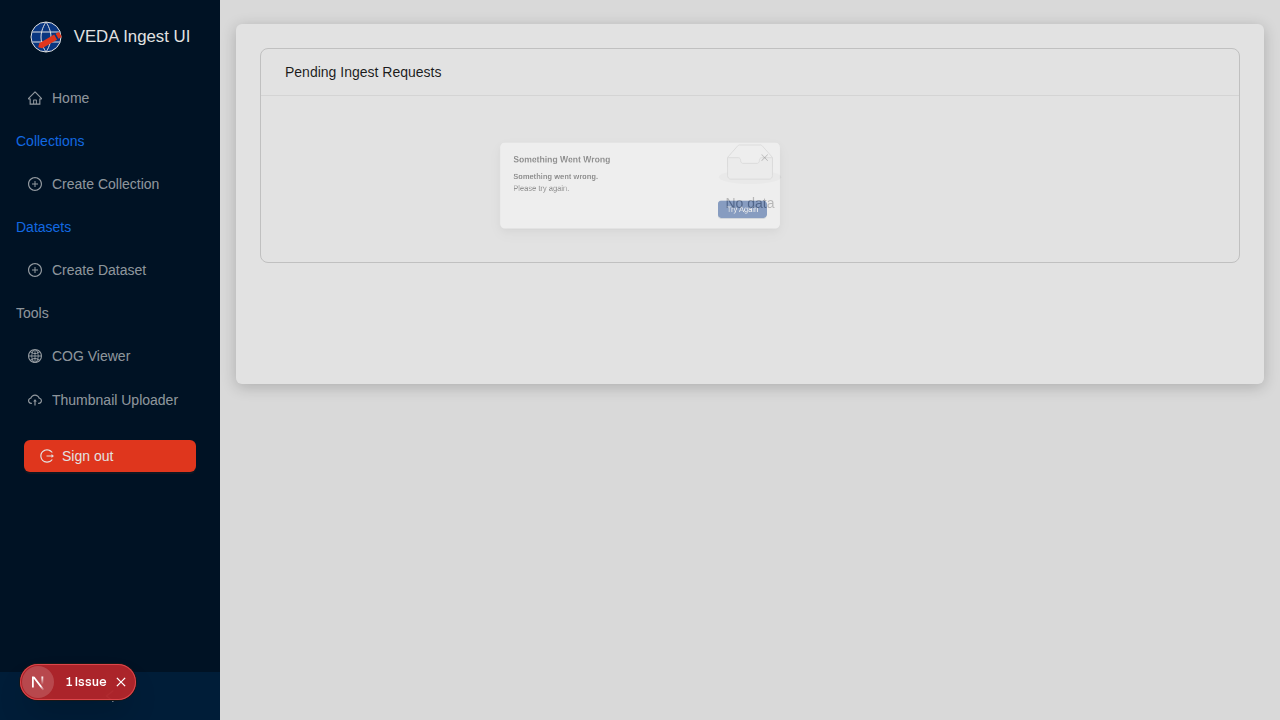 VEDA Ingest UI
Home
Collections
Create Collection
Datasets
Create Dataset
Tools
COG Viewer
Thumbnail Uploader
Sign out
1 Issue
Pending Ingest Requests
Something Went Wrong
Something went wrong.
Please try again.
No data
Try Again